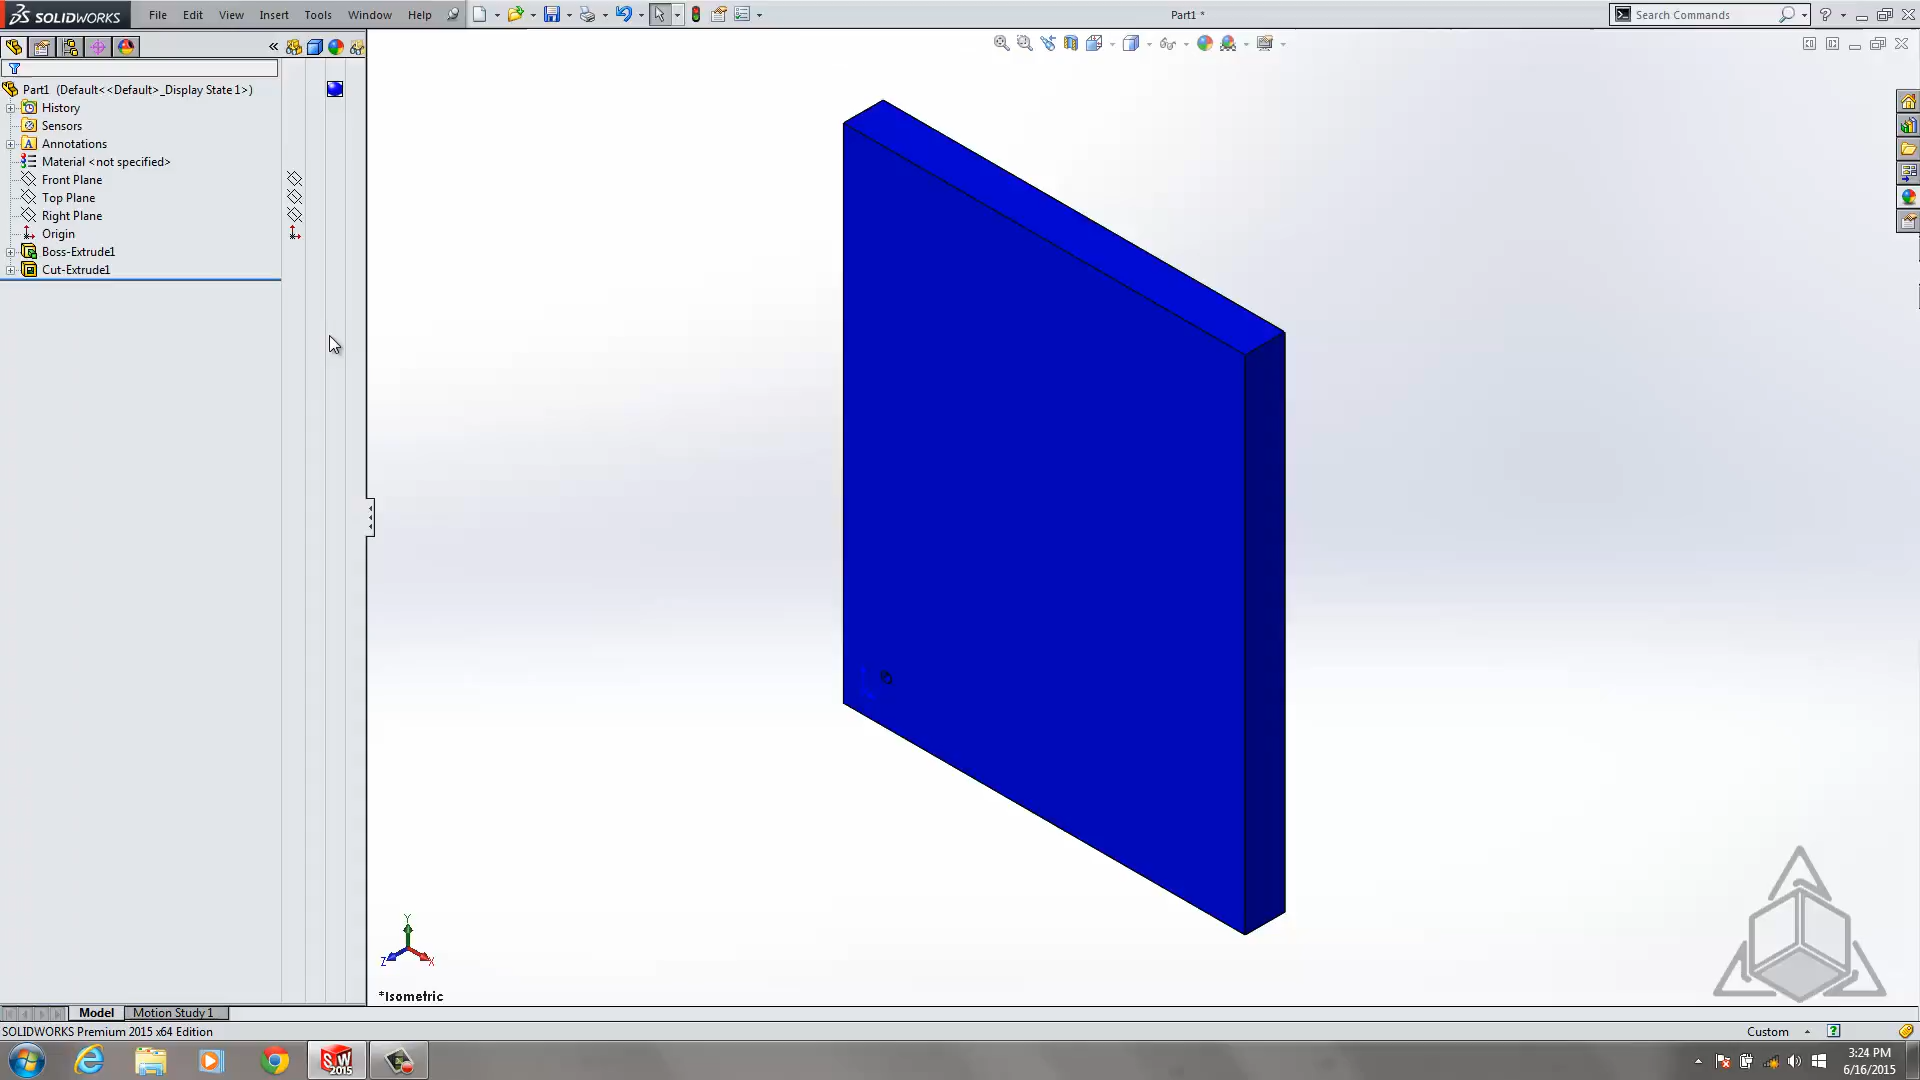 SOLIDWORKS File Edit View Insert Tools Window Help Part1 * Search Commands
Part1 (Default<<Default>_Display State 1>)
History
Sensors
Annotations
Material <not specified>
Front Plane
Top Plane
Right Plane
Origin
Boss-Extrude1
Cut-Extrude1
Y
Z X
*Isometric
Model Motion Study 1
SOLIDWORKS Premium 2015 x64 Edition Custom
SW 2015
3:24 PM
6/16/2015